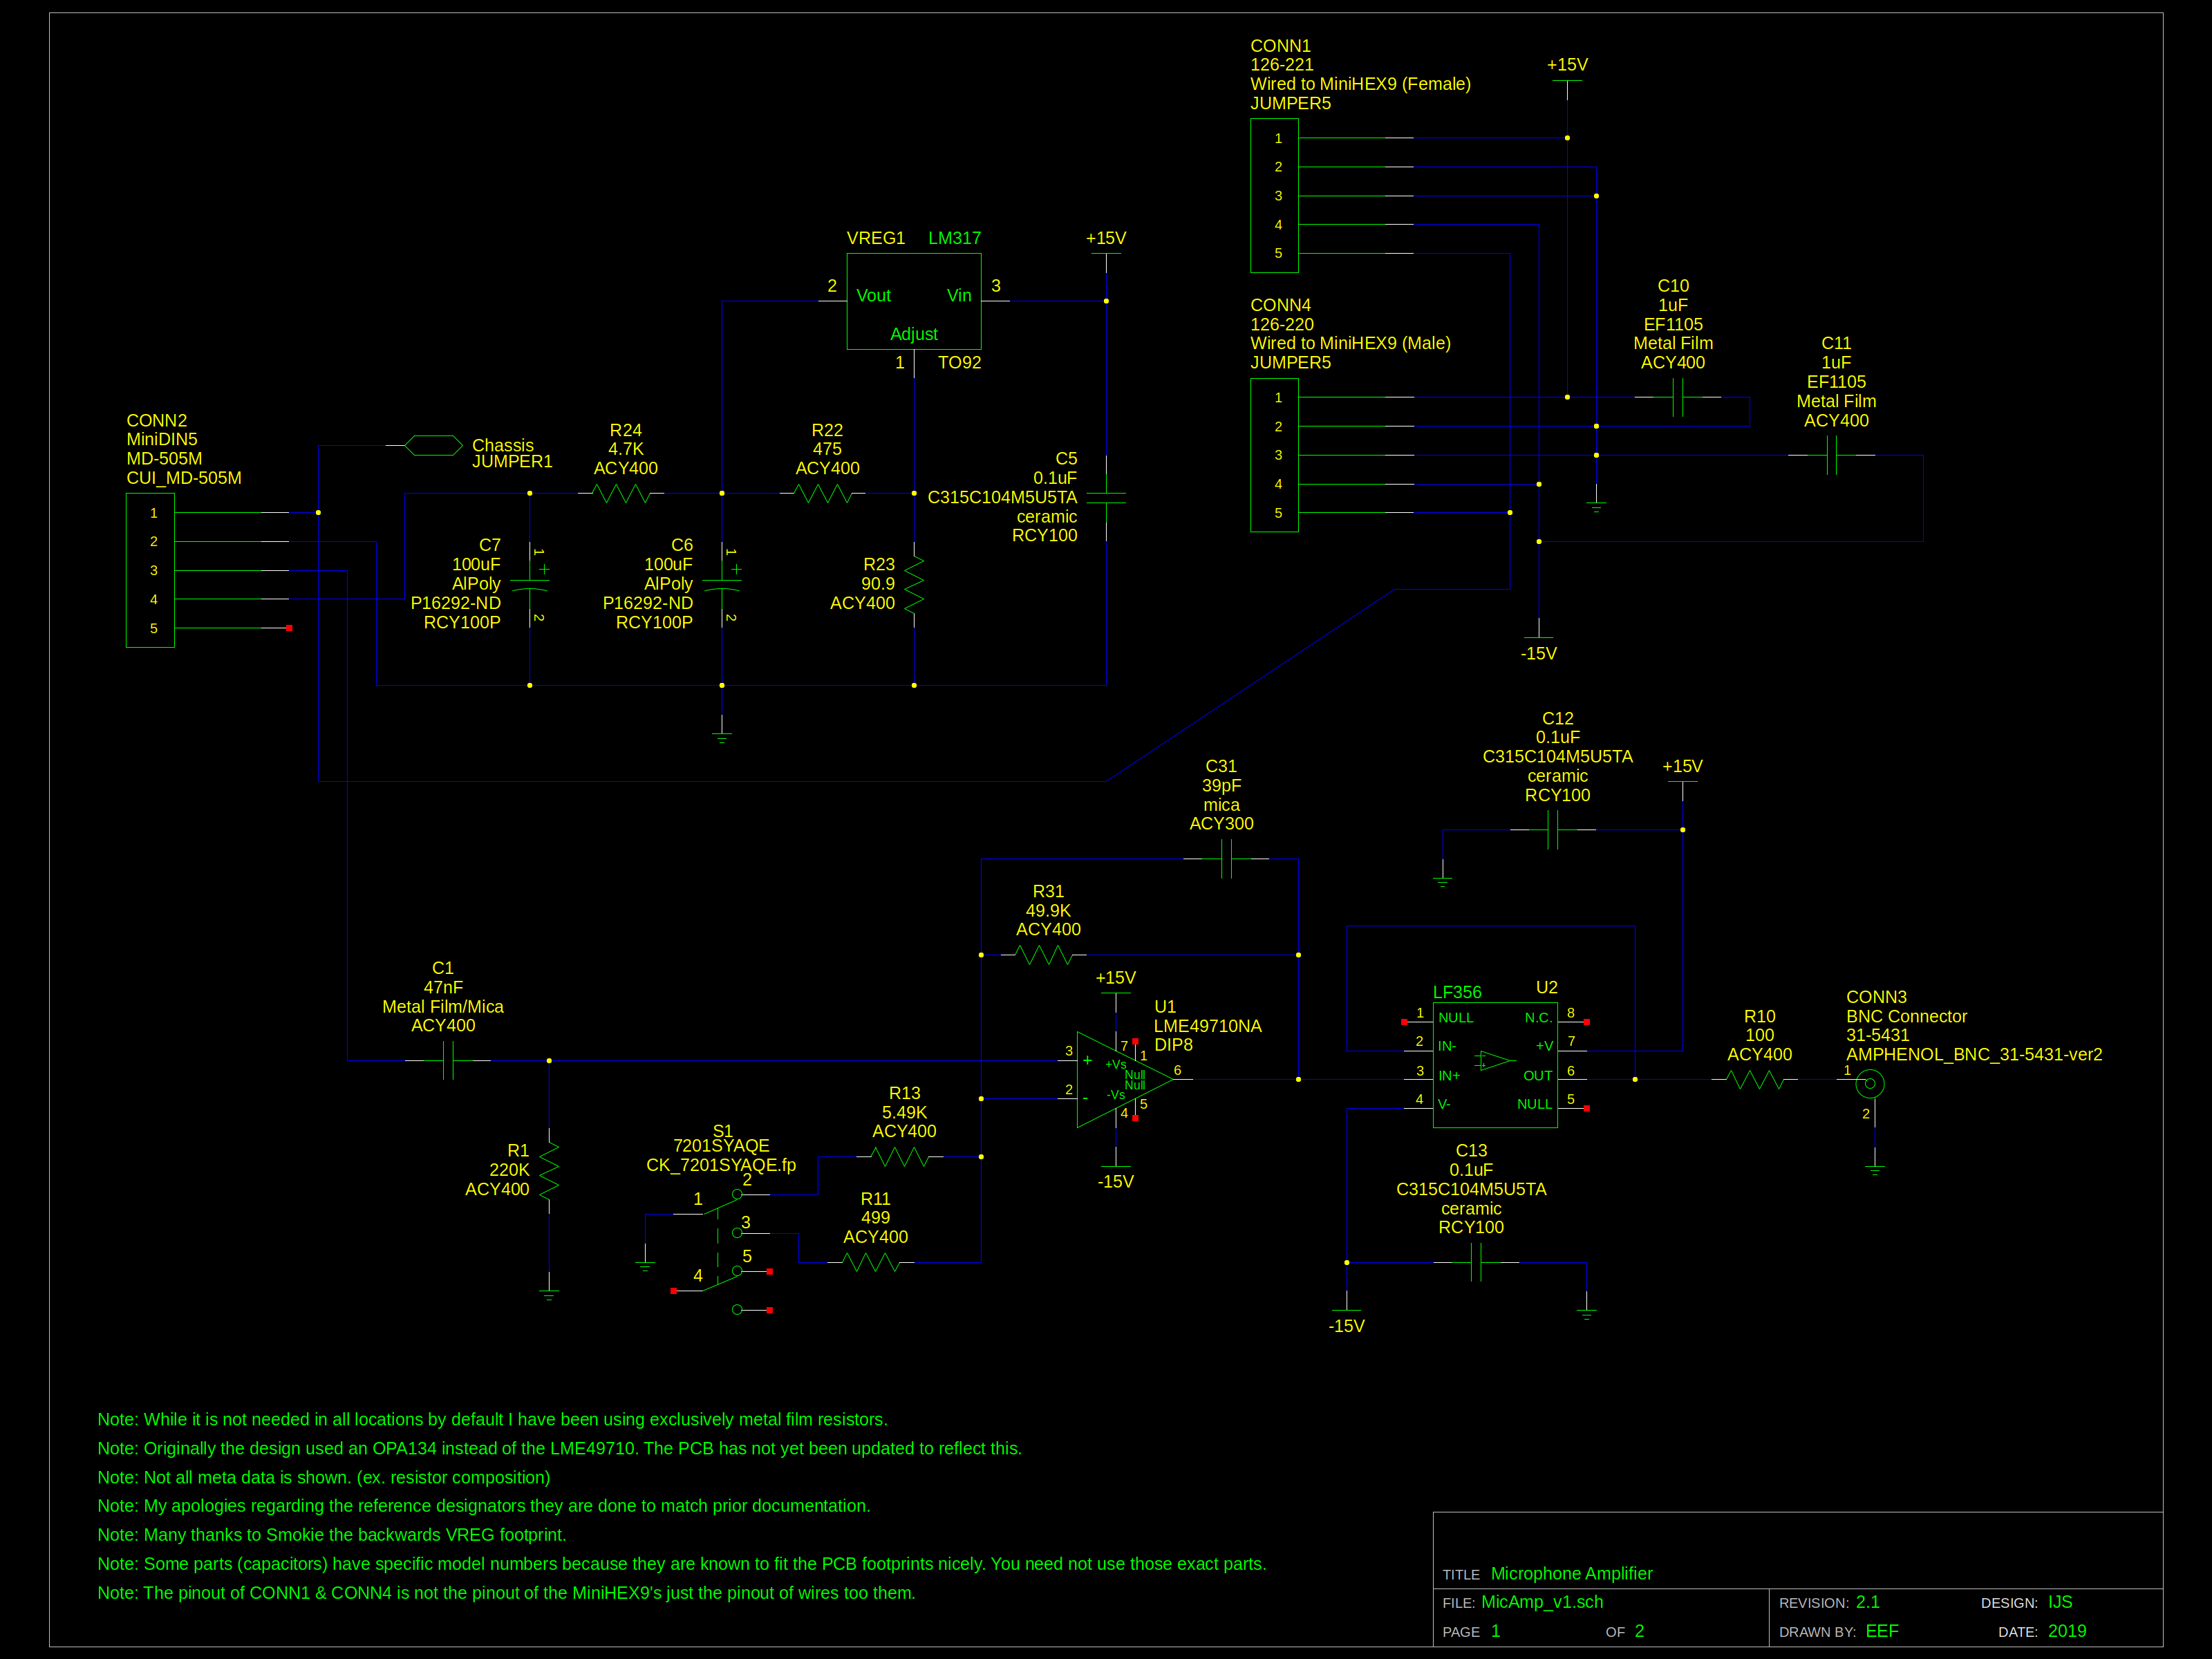 CONN1
126-221
Wired to MiniHEX9 (Female)
JUMPER5
1
2
3
4
5
+15V
CONN4
126-220
Wired to MiniHEX9 (Male)
JUMPER5
1
2
3
4
5
C10
1uF
EF1105
Metal Film
ACY400
C11
1uF
EF1105
Metal Film
ACY400
-15V
VREG1 LM317
2 Vout Vin 3
Adjust
1 TO92
+15V
CONN2
MiniDIN5
MD-505M
CUI_MD-505M
1
2
3
4
5
Chassis
JUMPER1
R24
4.7K
ACY400
R22
475
ACY400
C5
0.1uF
C315C104M5U5TA
ceramic
RCY100
C7
100uF
AlPoly
P16292-ND
RCY100P
1
+
2
C6
100uF
AlPoly
P16292-ND
RCY100P
1
+
2
R23
90.9
ACY400
C12
0.1uF
C315C104M5U5TA
ceramic
RCY100
+15V
C31
39pF
mica
ACY300
R31
49.9K
ACY400
C1
47nF
Metal Film/Mica
ACY400
+15V
U1
LME49710NA
DIP8
3
+
2
-
7
+Vs
1
Null
Null
-Vs
4
5
6
-15V
R1
220K
ACY400
S1
7201SYAQE
CK_7201SYAQE.fp
1
2
3
4
5
R13
5.49K
ACY400
R11
499
ACY400
LF356 U2
1 NULL N.C. 8
2 IN- +V 7
3 IN+ OUT 6
4 V- NULL 5
R10
100
ACY400
CONN3
BNC Connector
31-5431
AMPHENOL_BNC_31-5431-ver2
1
2
C13
0.1uF
C315C104M5U5TA
ceramic
RCY100
-15V
Note: While it is not needed in all locations by default I have been using exclusively metal film resistors.
Note: Originally the design used an OPA134 instead of the LME49710. The PCB has not yet been updated to reflect this.
Note: Not all meta data is shown. (ex. resistor composition)
Note: My apologies regarding the reference designators they are done to match prior documentation.
Note: Many thanks to Smokie the backwards VREG footprint.
Note: Some parts (capacitors) have specific model numbers because they are known to fit the PCB footprints nicely. You need not use those exact parts.
Note: The pinout of CONN1 & CONN4 is not the pinout of the MiniHEX9's just the pinout of wires too them.
TITLE Microphone Amplifier
FILE: MicAmp_v1.sch
REVISION: 2.1
DESIGN: IJS
PAGE 1 OF 2
DRAWN BY: EEF
DATE: 2019